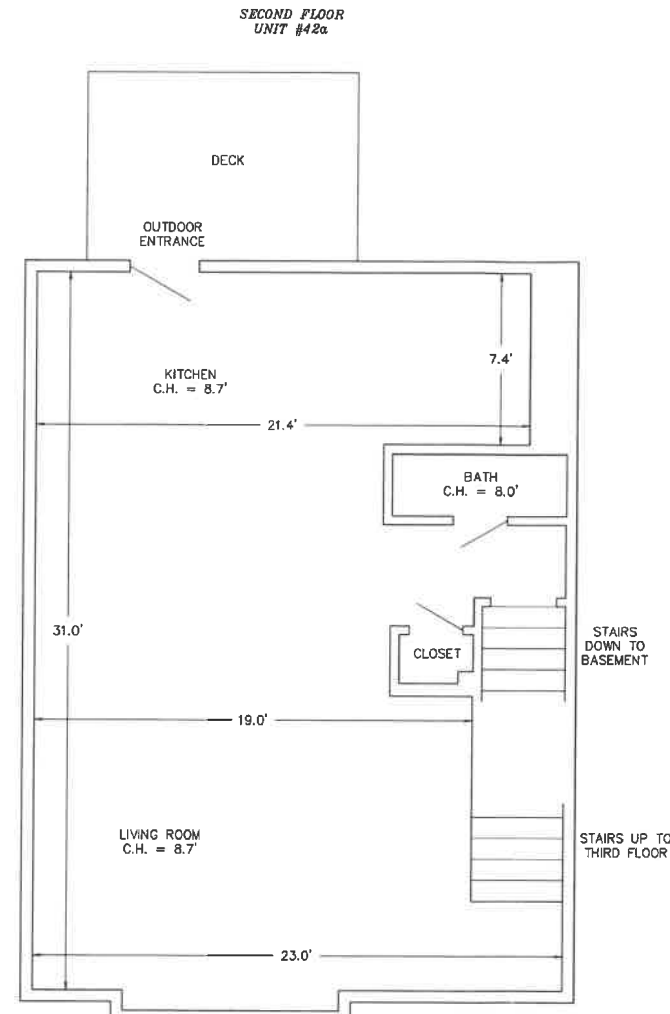 SECOND FLOOR
UNIT #42a
DECK
OUTDOOR
ENTRANCE
KITCHEN
C.H. = 8.7'
7.4'
21.4'
BATH
C.H. = 8.0'
31.0'
CLOSET
STAIRS
DOWN TO
BASEMENT
19.0'
LIVING ROOM
C.H. = 8.7'
STAIRS UP TO
THIRD FLOOR
23.0'